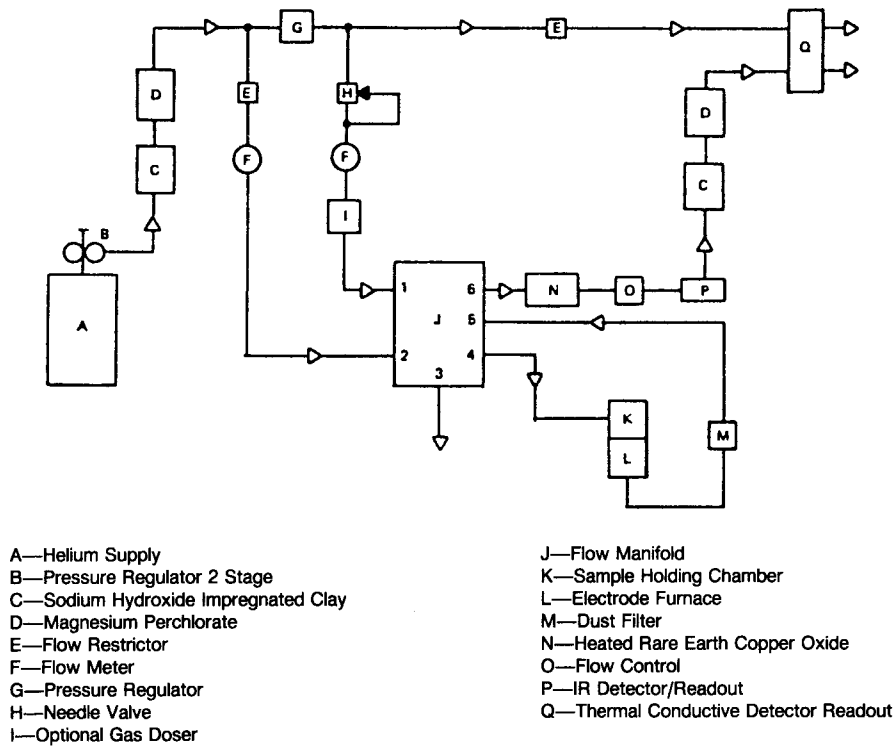 G
E
Q
D
E
H
D
C
F
F
C
I
B
A
1
6
N
O
P
J
5
2
4
3
K
L
M
A—Helium Supply
B—Pressure Regulator 2 Stage
C—Sodium Hydroxide Impregnated Clay
D—Magnesium Perchlorate
E—Flow Restrictor
F—Flow Meter
G—Pressure Regulator
H—Needle Valve
I—Optional Gas Doser
J—Flow Manifold
K—Sample Holding Chamber
L—Electrode Furnace
M—Dust Filter
N—Heated Rare Earth Copper Oxide
O—Flow Control
P—IR Detector/Readout
Q—Thermal Conductive Detector Readout